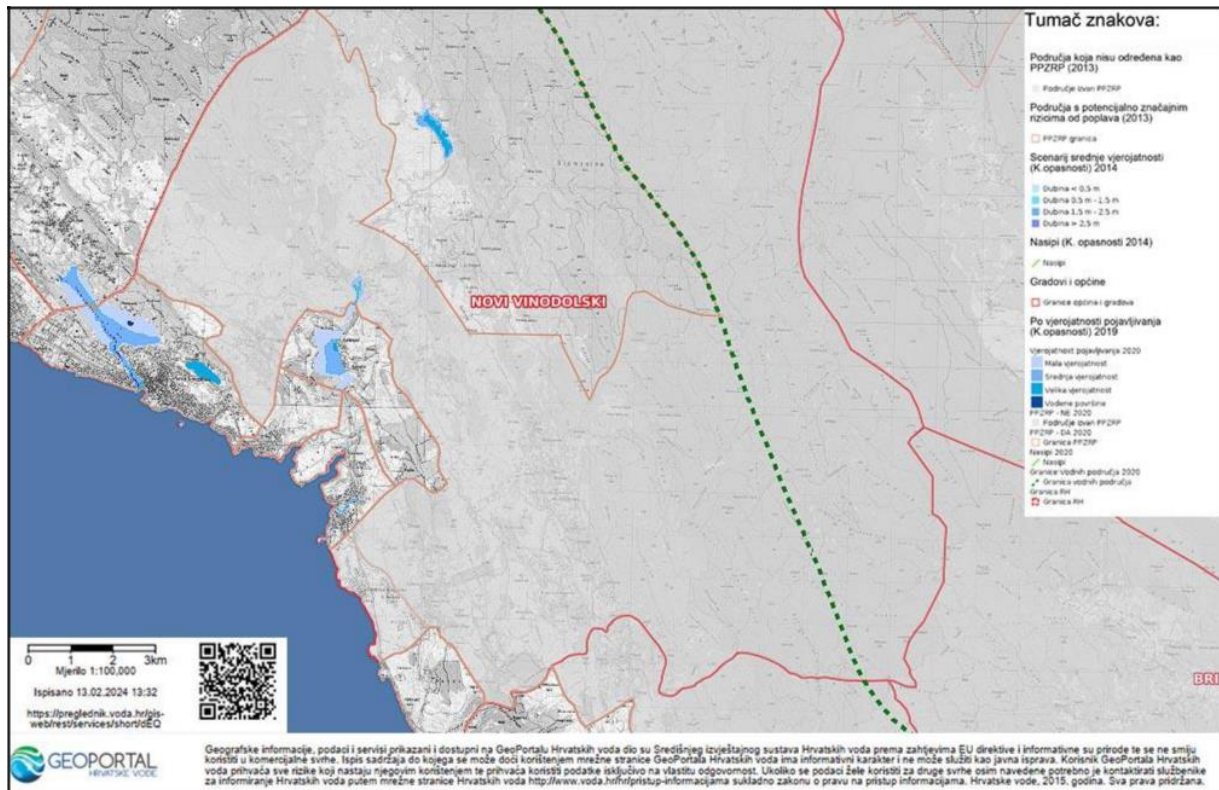 NOVI VINODOLSKI
BRI
Tumač znakova:
Područja koja nisu određena kao
PPZRP (2013)
Područje izvan PPZRP
Područja s potencijalno značajnim
rizicima od poplava (2013)
PPZRP granica
Scenarij srednje vjerojatnosti
(K.opasnosti) 2014
Dubina < 0.5 m
Dubina 0.5 m - 1.5 m
Dubina 1.5 m - 2.5 m
Dubina > 2.5 m
Nasipi (K. opasnosti 2014)
Nasipi
Gradovi i općine
Granice općina i gradova
Po vjerojatnosti pojavljivanja
(K.opasnosti) 2019
Vjerojatnost pojavljivanja 2020
Mala vjerojatnost
Srednja vjerojatnost
Velika vjerojatnost
Vodene površine
PPZRP - NE 2020
Područje izvan PPZRP
PPZRP - DA 2020
Granica PPZRP
Nasipi 2020
Nasipi
Granice vodnih područja 2020
Granica vodnih područja
Granica RH
Granica RH
0 1 2 3km
Mjerilo 1:100,000
Ispisano 13.02.2024 13:32
https://preglednik.voda.hr/gis-
web/rest/services/short/dEQ
GEOPORTAL
HRVATSKE VODE
Geografske informacije, podaci i servisi prikazani i dostupni na GeoPortalu Hrvatskih voda dio su Središnjeg izvještajnog sustava Hrvatskih voda prema zahtjevima EU direktive i informativne su prirode te se ne smiju
koristiti u komercijalne svrhe. Ispis sadržaja do kojega se može doći korištenjem mrežne stranice GeoPortala Hrvatskih voda ima informativni karakter i ne može služiti kao javna isprava. Korisnik GeoPortala Hrvatskih
voda prihvaća sve rizike koji nastaju njegovim korištenjem te prihvaća koristiti podatke isključivo na vlastitu odgovornost. Ukoliko se podaci žele koristiti za druge svrhe osim navedene potrebno je kontaktirati službenike
za informiranje Hrvatskih voda putem mrežne stranice Hrvatskih voda http://www.voda.hr/hr/pristup-informacijama sukladno zakonu o pravu na pristup informacijama. Hrvatske vode, 2015. godina. Sva prava pridržana.